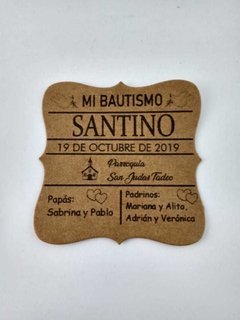 MI BAUTISMO
SANTINO
19 DE OCTUBRE DE 2019
Parroquia
San Judas Tadeo
Papás:
Sabrina y Pablo
Padrinos:
Mariana y Alito,
Adrián y Verónica